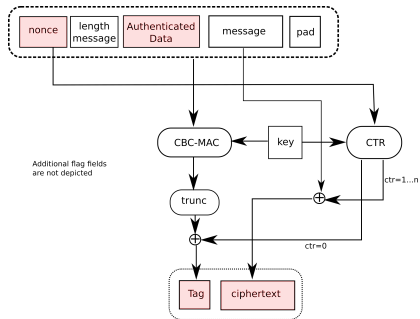 nonce
length
message
Authenticated
Data
message
pad
CBC-MAC
key
CTR
Additional flag fields
are not depicted
trunc
ctr=1...n
ctr=0
Tag
ciphertext